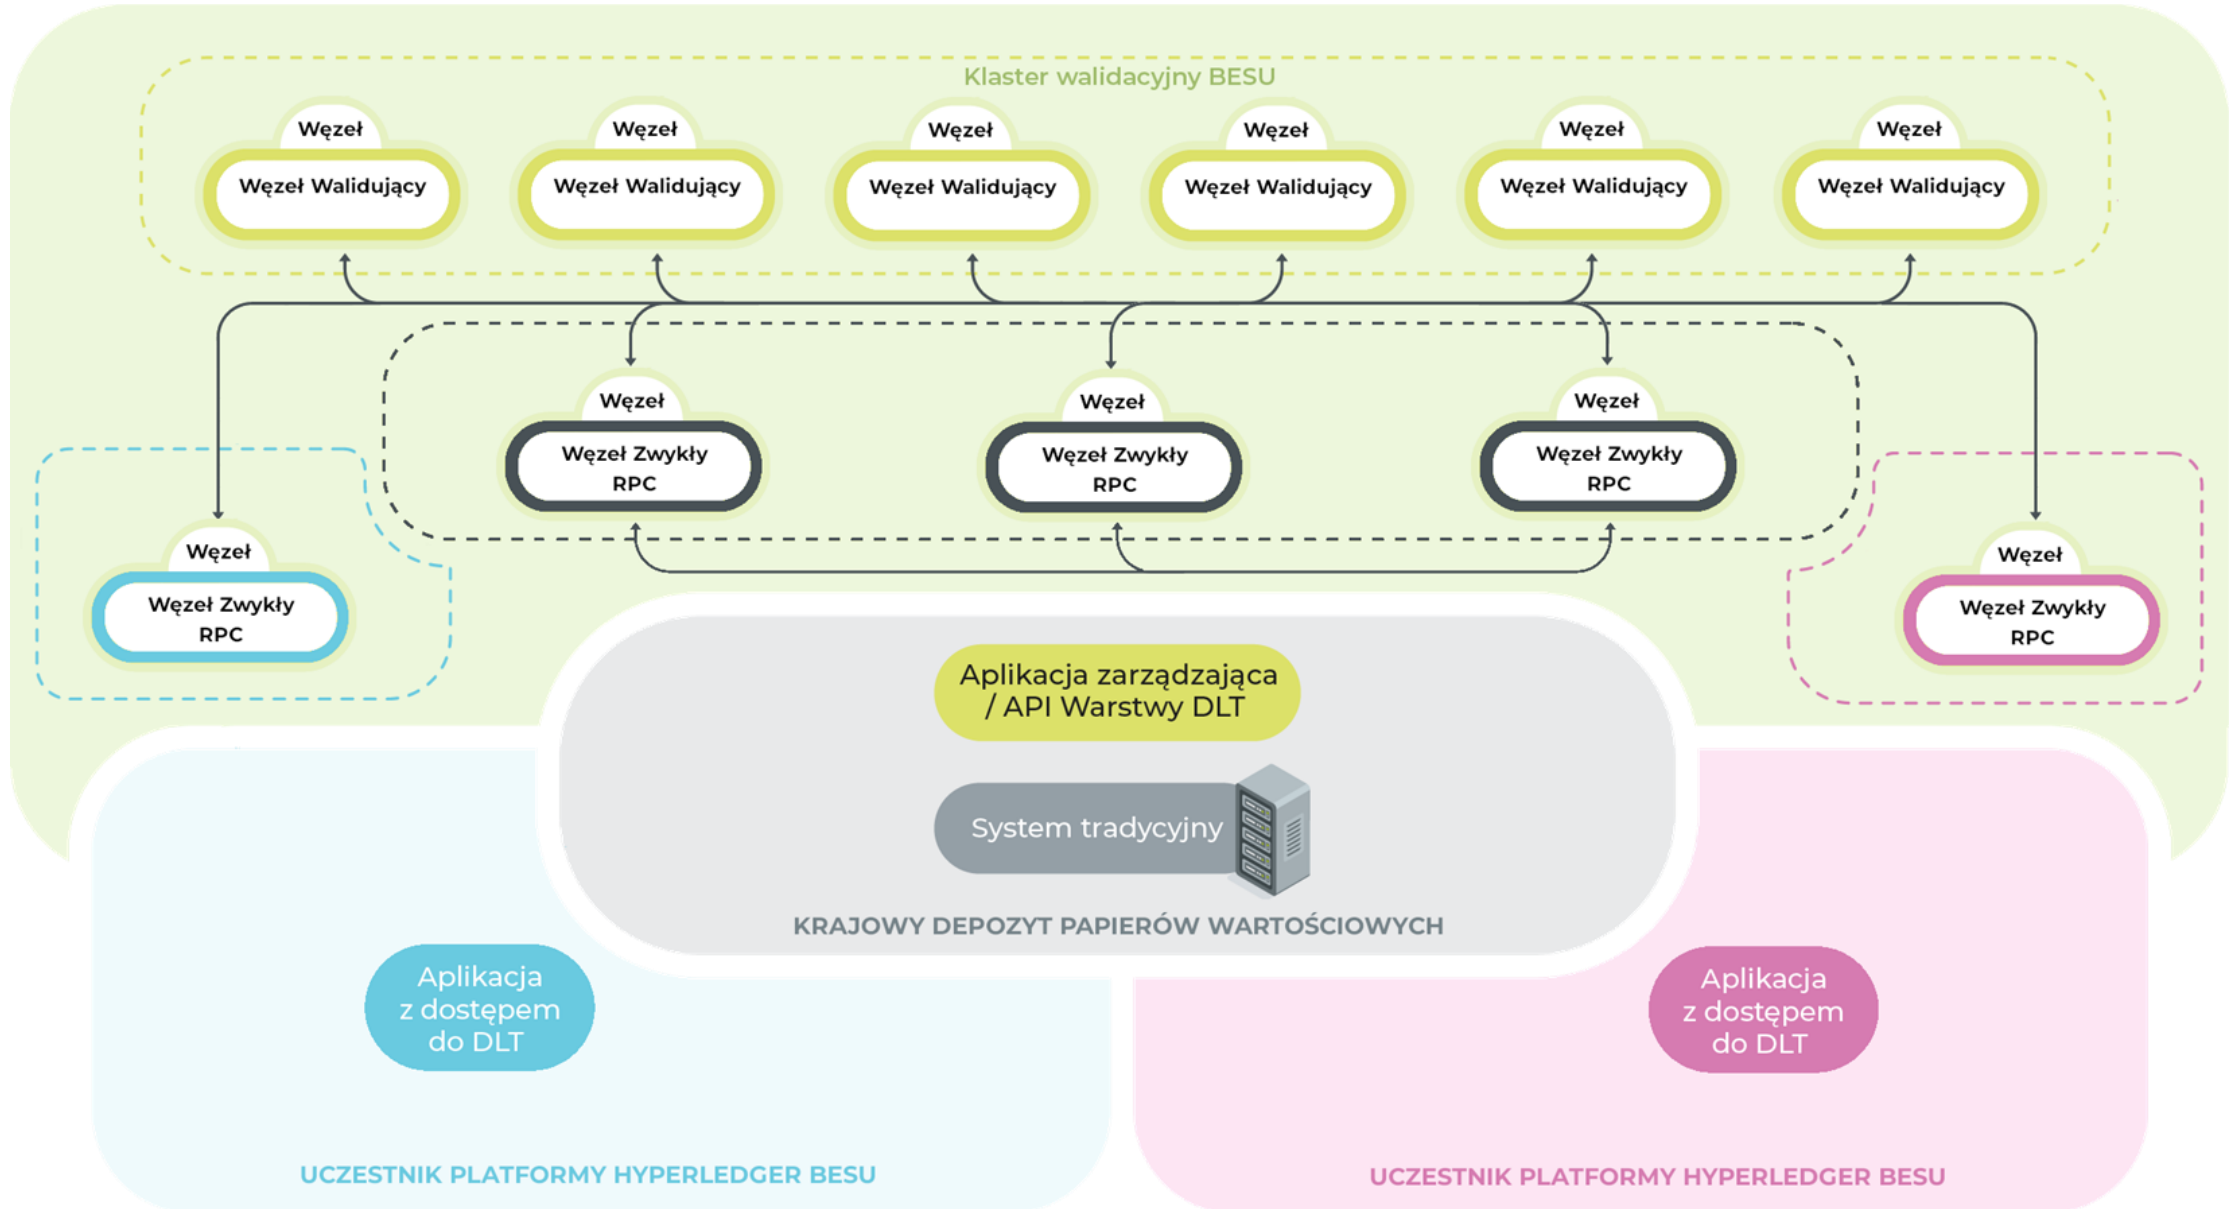 Klaster walidacyjny BESU
Węzeł
Węzeł Walidujący
Węzeł
Węzeł Walidujący
Węzeł
Węzeł Walidujący
Węzeł
Węzeł Walidujący
Węzeł
Węzeł Walidujący
Węzeł
Węzeł Walidujący
Węzeł
Węzeł Zwykły
RPC
Węzeł
Węzeł Zwykły
RPC
Węzeł
Węzeł Zwykły
RPC
Węzeł
Węzeł Zwykły
RPC
Węzeł
Węzeł Zwykły
RPC
Aplikacja zarządzająca
/ API Warstwy DLT
System tradycyjny
KRAJOWY DEPOZYT PAPIERÓW WARTOŚCIOWYCH
Aplikacja
z dostępem
do DLT
UCZESTNIK PLATFORMY HYPERLEDGER BESU
Aplikacja
z dostępem
do DLT
UCZESTNIK PLATFORMY HYPERLEDGER BESU